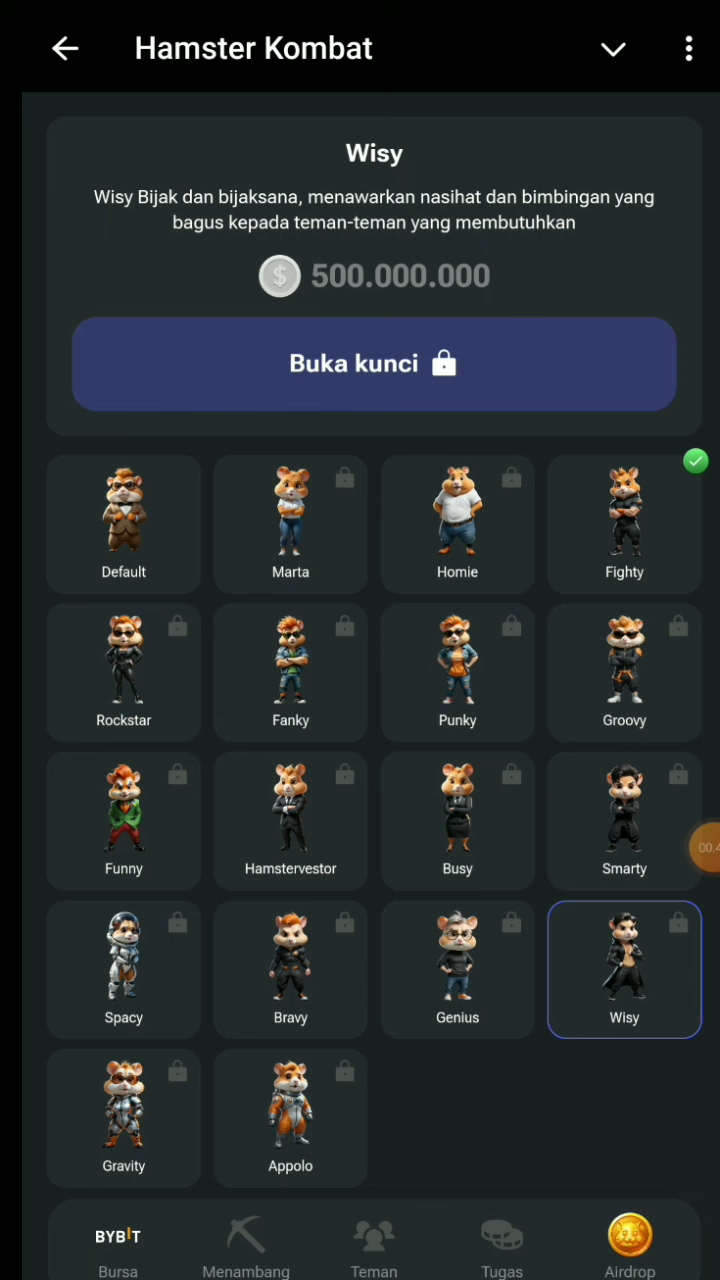 Hamster Kombat
Wisy
Wisy Bijak dan bijaksana, menawarkan nasihat dan bimbingan yang
bagus kepada teman-teman yang membutuhkan
$ 500.000.000
Buka kunci
Default
Marta
Homie
Fighty
Rockstar
Fanky
Punky
Groovy
Funny
Hamstervestor
Busy
Smarty
00.4
Spacy
Bravy
Genius
Wisy
Gravity
Appolo
BYBIT
Bursa
Menambang
Teman
Tugas
Airdrop